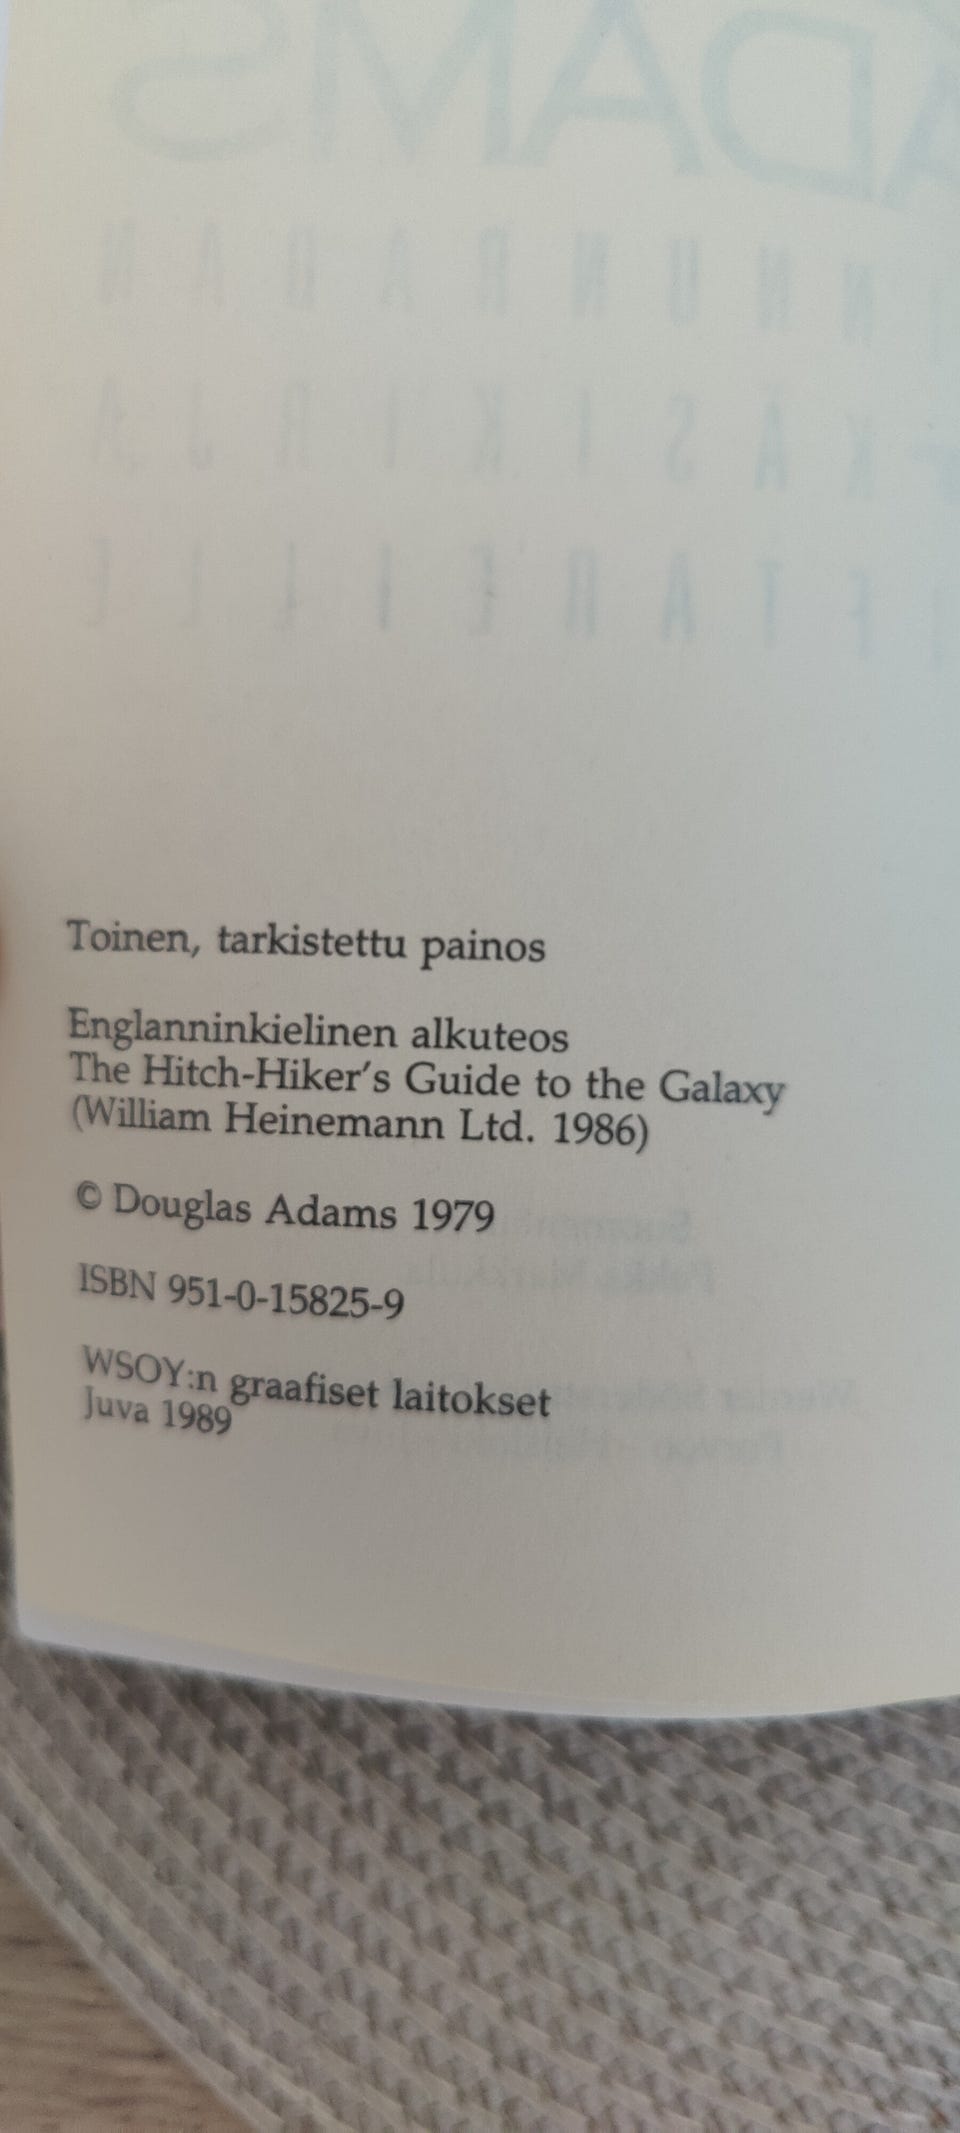 Toinen, tarkistettu painos
Englanninkielinen alkuteos
The Hitch-Hiker's Guide to the Galaxy
(William Heinemann Ltd. 1986)
© Douglas Adams 1979
ISBN 951-0-15825-9
WSOY:n graafiset laitokset
Juva 1989